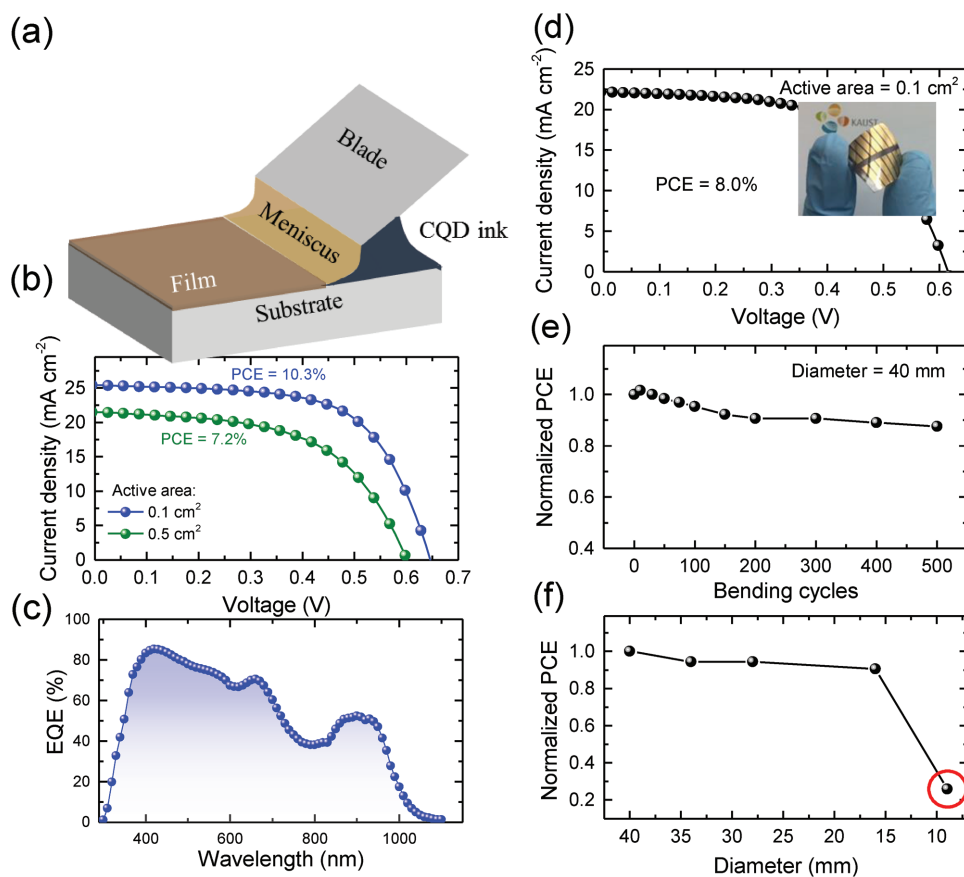 (a)
Blade
Meniscus
CQD ink
Film
Substrate
(b)
Current density (mA cm⁻²)
25
20
15
10
5
0
PCE = 10.3%
PCE = 7.2%
Active area:
0.1 cm²
0.5 cm²
0.0 0.1 0.2 0.3 0.4 0.5 0.6 0.7
Voltage (V)
(c)
EQE (%)
100
80
60
40
20
0
400 600 800 1000
Wavelength (nm)
(d)
Current density (mA cm⁻²)
25
20
15
10
5
0
Active area = 0.1 cm²
KAUST
PCE = 8.0%
0.0 0.1 0.2 0.3 0.4 0.5 0.6
Voltage (V)
(e)
Normalized PCE
1.0
0.8
0.6
0.4
Diameter = 40 mm
0 100 200 300 400 500
Bending cycles
(f)
Normalized PCE
1.0
0.8
0.6
0.4
0.2
40 35 30 25 20 15 10
Diameter (mm)